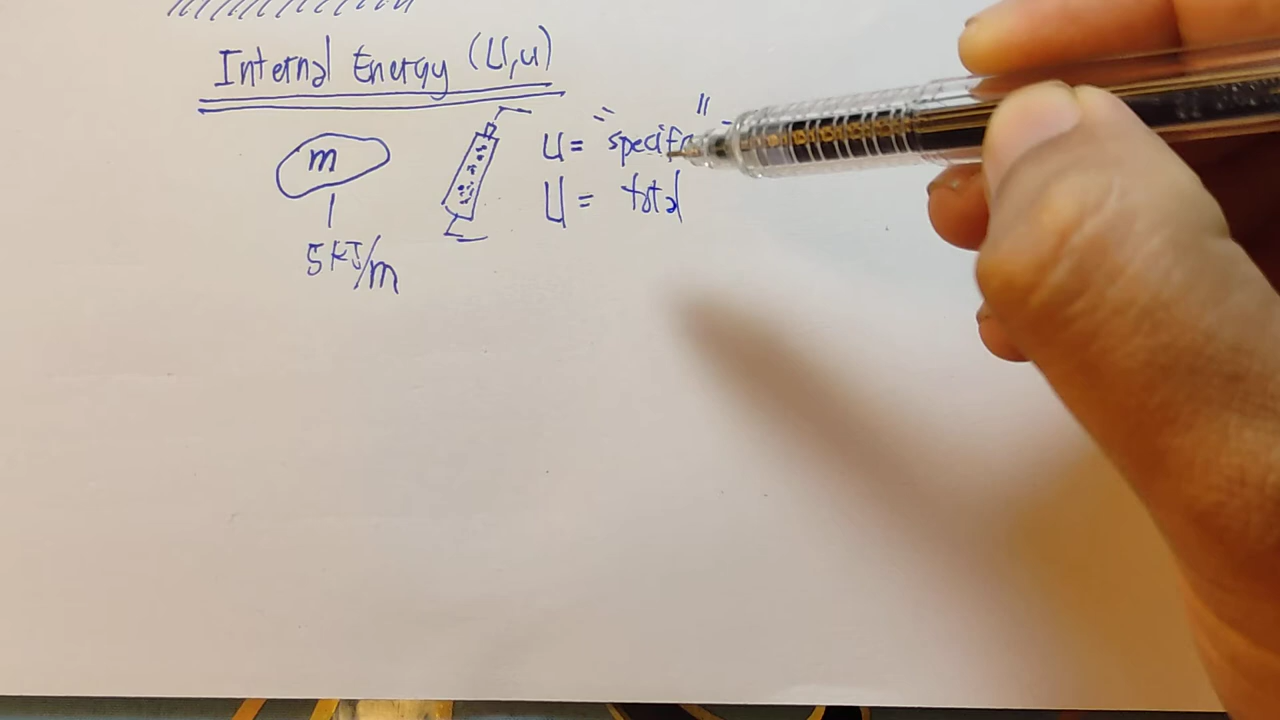 Internal Energy (U,u)
m
u = "specific"
U = total
5 kJ/m